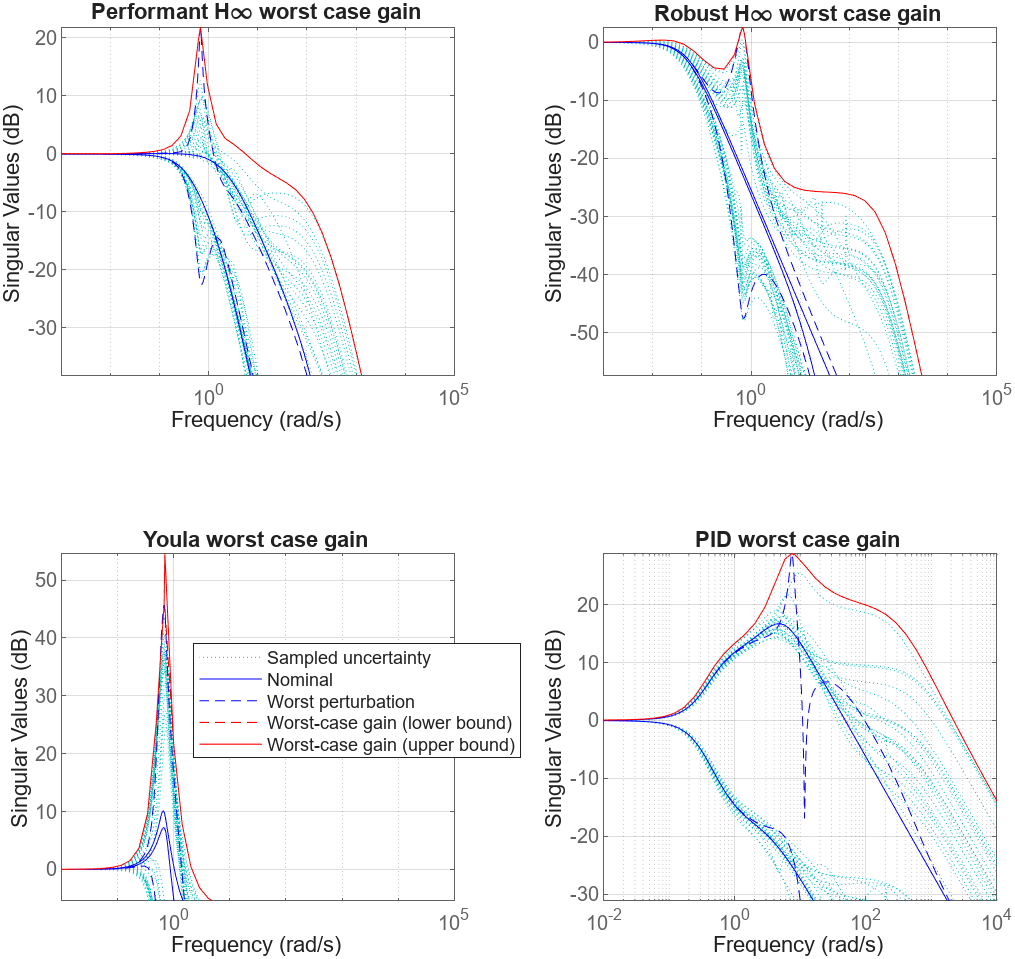 Performant H∞ worst case gain
Singular Values (dB)
20
10
0
-10
-20
-30
10^0
10^5
Frequency (rad/s)
Robust H∞ worst case gain
Singular Values (dB)
0
-10
-20
-30
-40
-50
10^0
10^5
Frequency (rad/s)
Youla worst case gain
Singular Values (dB)
50
40
30
20
10
0
10^0
10^5
Frequency (rad/s)
Sampled uncertainty
Nominal
Worst perturbation
Worst-case gain (lower bound)
Worst-case gain (upper bound)
PID worst case gain
Singular Values (dB)
20
10
0
-10
-20
-30
10^-2
10^0
10^2
10^4
Frequency (rad/s)